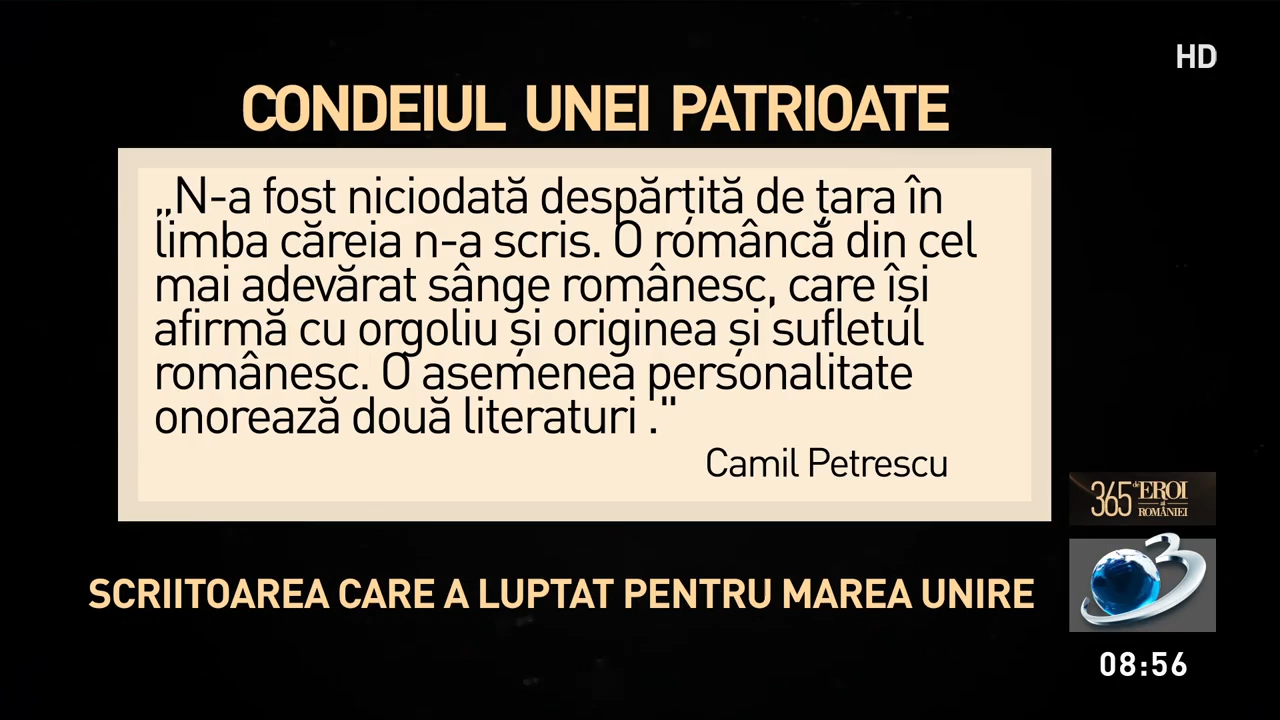 HD
CONDEIUL UNEI PATRIOATE
„N-a fost niciodată despărțită de țara în
limba căreia n-a scris. O româncă din cel
mai adevărat sânge românesc, care își
afirmă cu orgoliu și originea și sufletul
românesc. O asemenea personalitate
onorează două literaturi ."
Camil Petrescu
365 de EROI
ai
ROMÂNIEI
SCRIITOAREA CARE A LUPTAT PENTRU MAREA UNIRE
3
08:56